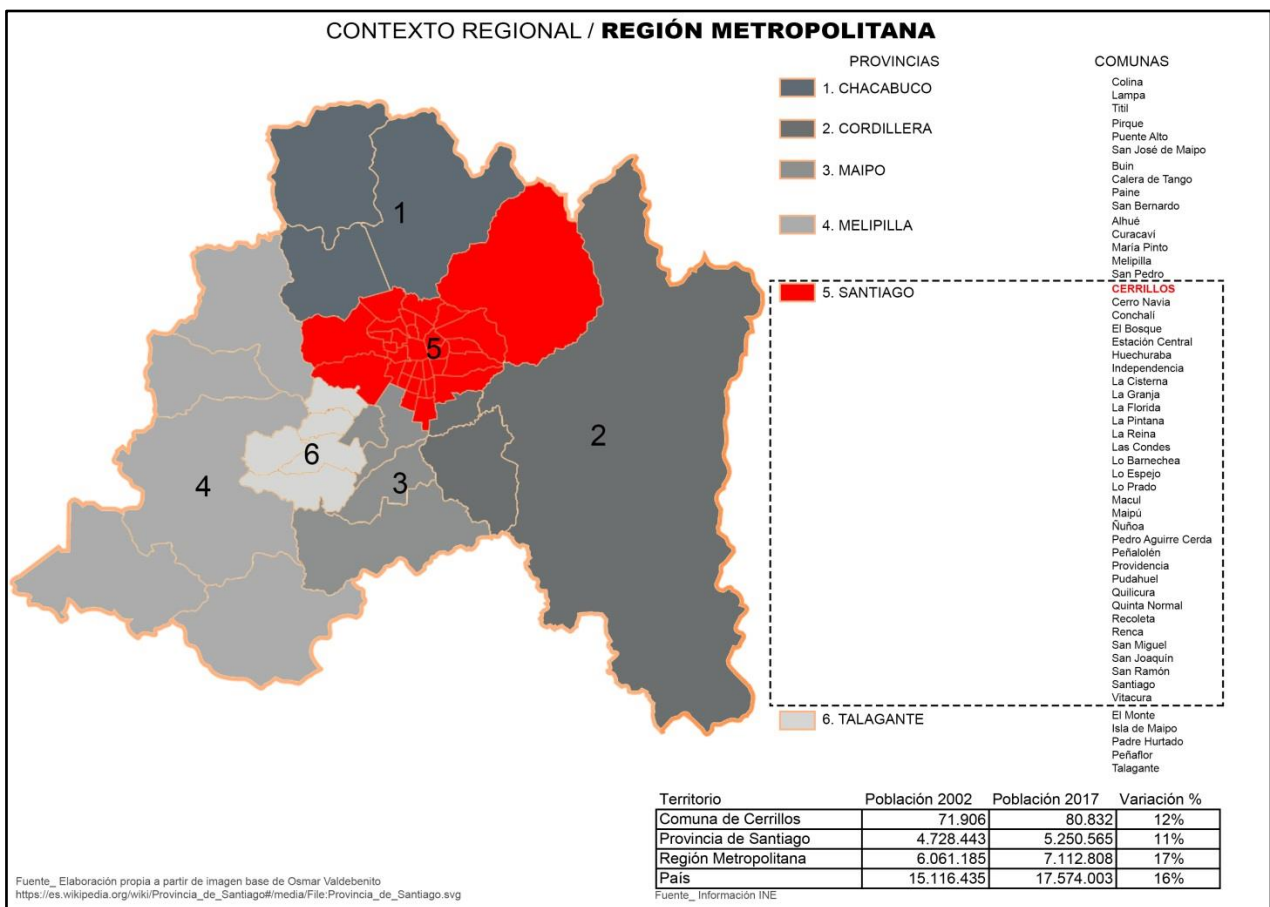 CONTEXTO REGIONAL / REGIÓN METROPOLITANA
PROVINCIAS
COMUNAS
1. CHACABUCO
Colina
Lampa
Titil
2. CORDILLERA
Pirque
Puente Alto
San José de Maipo
3. MAIPO
Buin
Calera de Tango
Paine
San Bernardo
4. MELIPILLA
Alhué
Curacaví
María Pinto
Melipilla
San Pedro
5. SANTIAGO
CERRILLOS
Cerro Navia
Conchalí
El Bosque
Estación Central
Huechuraba
Independencia
La Cisterna
La Granja
La Florida
La Pintana
La Reina
Las Condes
Lo Barnechea
Lo Espejo
Lo Prado
Macul
Maipú
Ñuñoa
Pedro Aguirre Cerda
Peñalolén
Providencia
Pudahuel
Quilicura
Quinta Normal
Recoleta
Renca
San Miguel
San Joaquín
San Ramón
Santiago
Vitacura
6. TALAGANTE
El Monte
Isla de Maipo
Padre Hurtado
Peñaflor
Talagante
1
5
2
6
4
3
Territorio Población 2002 Población 2017 Variación %
Comuna de Cerrillos 71.906 80.832 12%
Provincia de Santiago 4.728.443 5.250.565 11%
Región Metropolitana 6.061.185 7.112.808 17%
País 15.116.435 17.574.003 16%
Fuente_ Información INE
Fuente_ Elaboración propia a partir de imagen base de Osmar Valdebenito
https://es.wikipedia.org/wiki/Provincia_de_Santiago#/media/File:Provincia_de_Santiago.svg